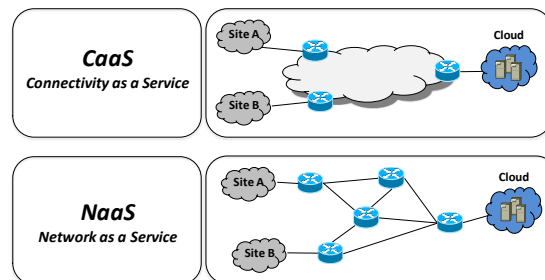 CaaS
Connectivity as a Service
Site A
Site B
Cloud
NaaS
Network as a Service
Site A
Site B
Cloud